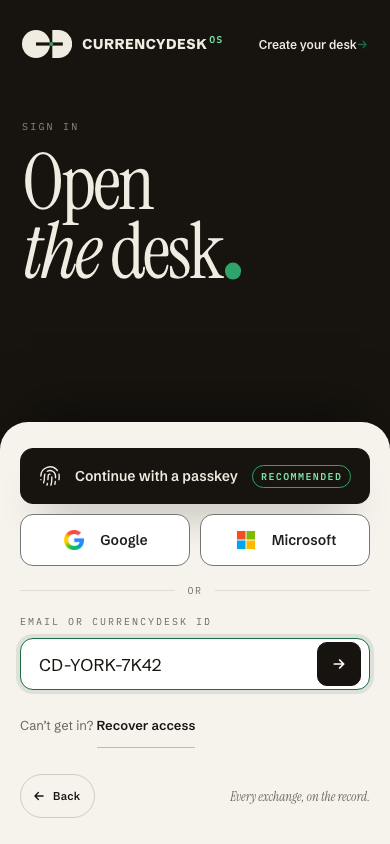 CURRENCYDESK OS
Create your desk→
SIGN IN
Open
the desk.
Continue with a passkey RECOMMENDED
Google
Microsoft
OR
EMAIL OR CURRENCYDESK ID
CD-YORK-7K42
→
Can't get in? Recover access
← Back
Every exchange, on the record.